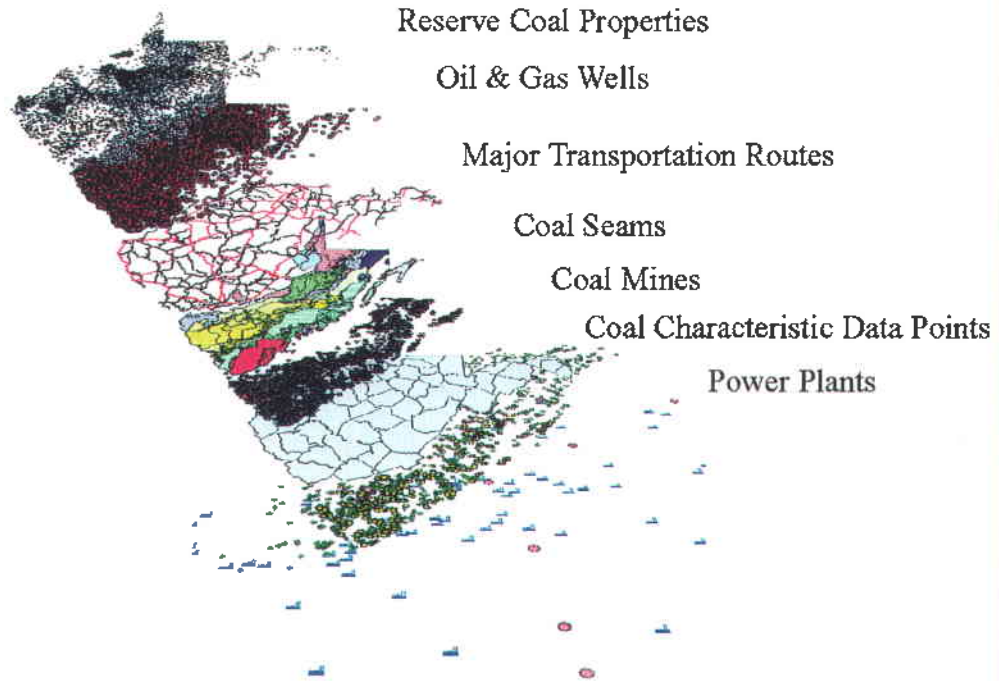 Reserve Coal Properties
Oil & Gas Wells
Major Transportation Routes
Coal Seams
Coal Mines
Coal Characteristic Data Points
Power Plants